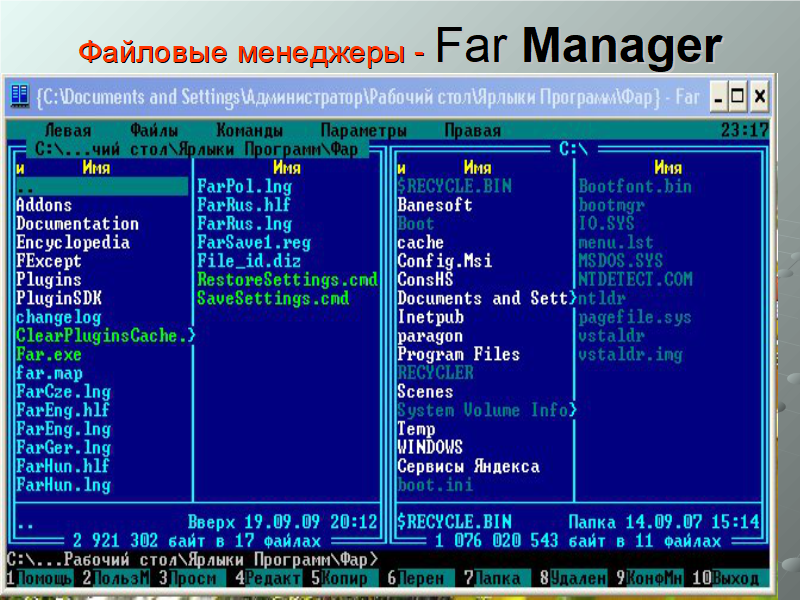 Файловые менеджеры - Far Manager
{C:\Documents and Settings\Администратор\Рабочий стол\Ярлыки Программ\Фар} - Far
Левая Файлы Команды Параметры Правая 23:17
C:\...чий стол\Ярлыки Программ\Фар
C:\
и Имя Имя и Имя Имя
.. FarPol.lng $RECYCLE.BIN Bootfont.bin
Addons FarRus.hlf Banesoft bootmgr
Documentation FarRus.lng Boot IO.SYS
Encyclopedia FarSave1.reg cache menu.lst
FExcept File_id.diz Config.Msi MSDOS.SYS
Plugins RestoreSettings.cmd ConsHS NTDETECT.COM
PluginSDK SaveSettings.cmd Documents and Sett} ntldr
changelog Inetpub pagefile.sys
ClearPluginsCache.} paragon vstaldr
Far.exe Program Files vstaldr.img
far.map RECYCLER
FarCze.lng Scenes
FarEng.hlf System Volume Info}
FarEng.lng Temp
FarGer.lng WINDOWS
FarHun.hlf Сервисы Яндекса
FarHun.lng boot.ini
.. Вверх 19.09.09 20:12 $RECYCLE.BIN Папка 14.09.07 15:14
2 921 302 байт в 17 файлах 1 076 020 543 байт в 11 файлах
C:\...Рабочий стол\Ярлыки Программ\Фар>
1Помощь 2ПользМ 3Просм 4Редакт 5Копир 6Перен 7Папка 8Удален 9КонфМн 10Выход